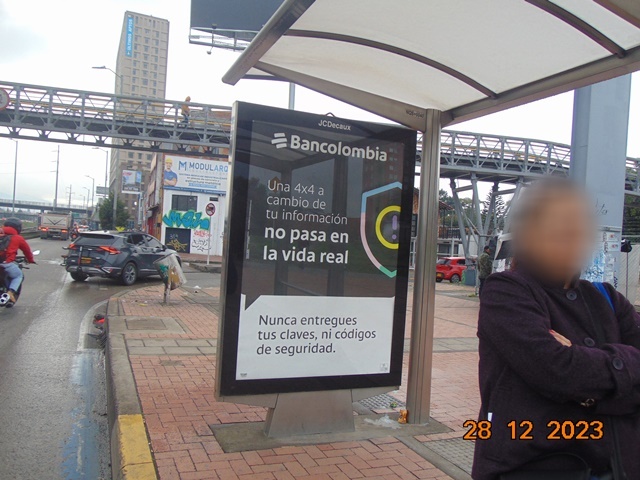 JCDecaux
Bancolombia
Una 4x4 a
cambio de
tu información
no pasa en
la vida real
Nunca entregues
tus claves, ni códigos
de seguridad.
28 12 2023